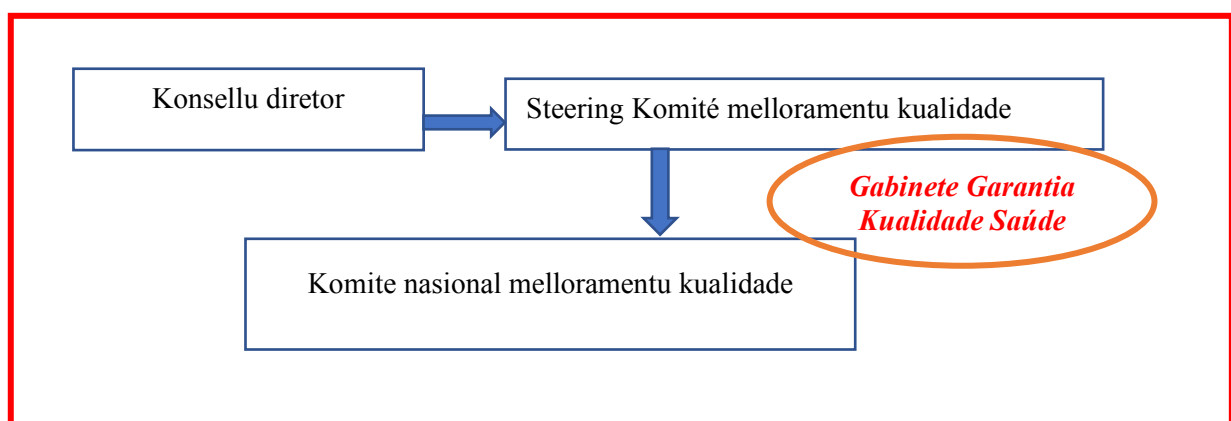 Konsellu diretor
Steering Komité melloramentu kualidade
Gabinete Garantia
Kualidade Saúde
Komite nasional melloramentu kualidade